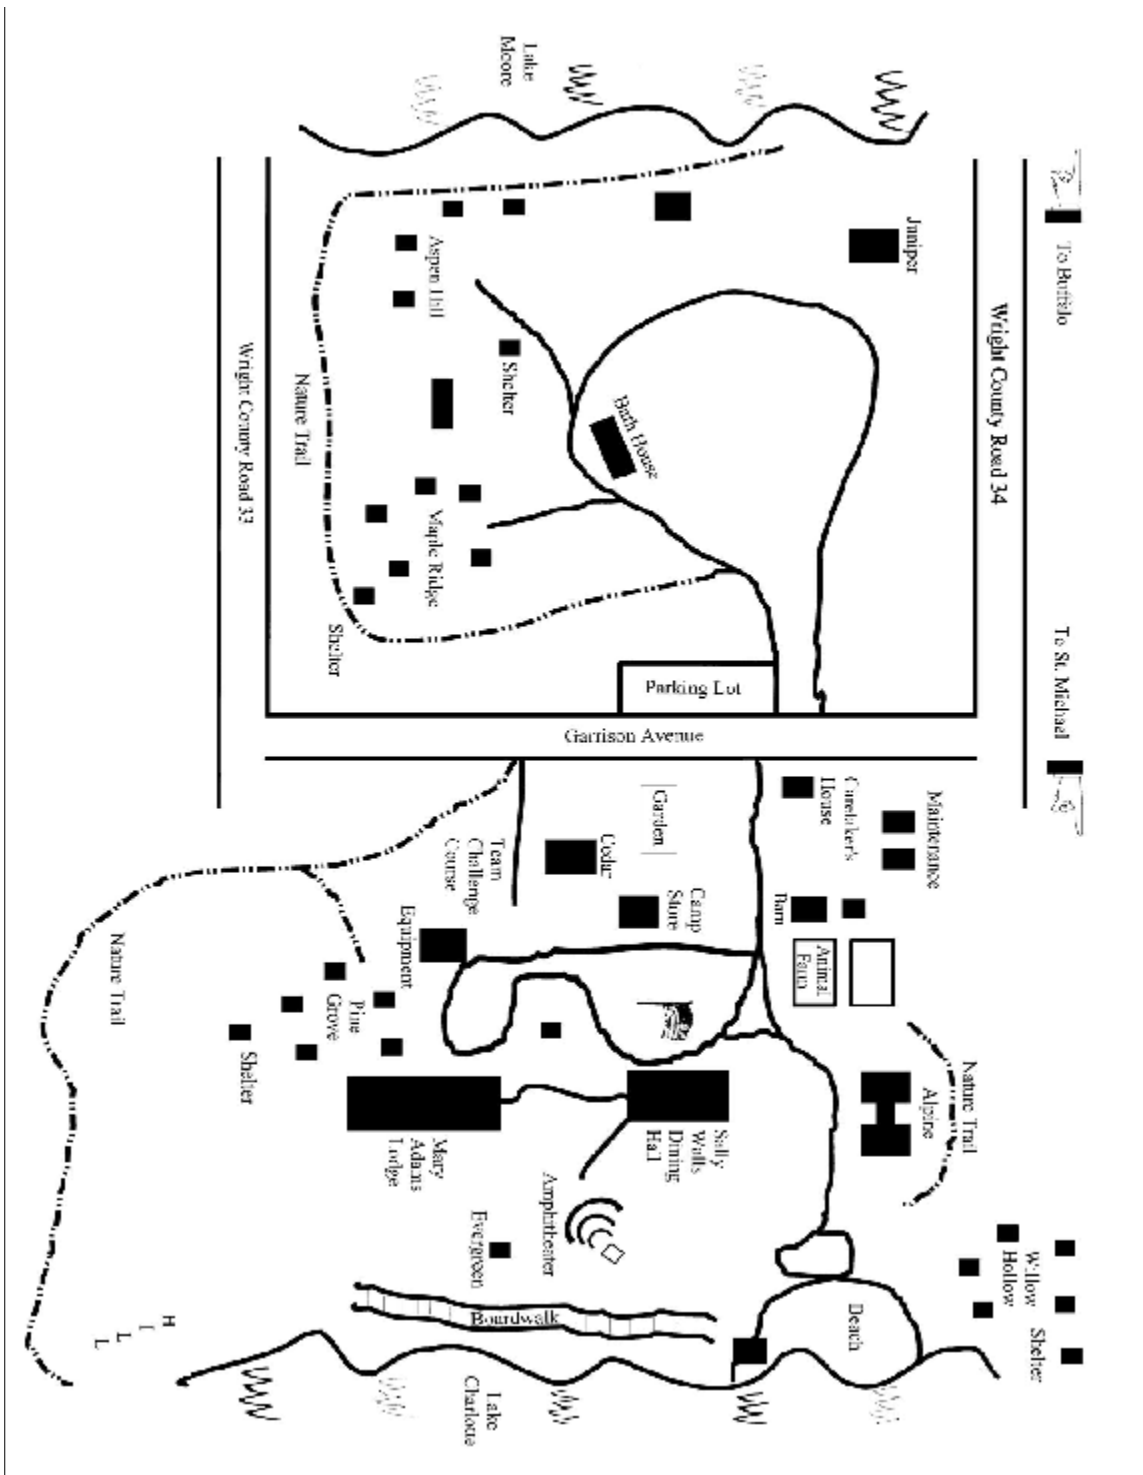 Lake
Moore
To Buffalo
Juniper
Wright County Road 34
Aspen Hill
Shelter
Bath House
Nature Trail
Wright County Road 33
Maple Ridge
Shelter
To St. Michael
Parking Lot
Garrison Avenue
Caretaker's
House
Maintenance
Garden
Cedar
Team
Challenge
Course
Camp
Store
Barn
Animal
Farm
Equipment
Nature Trail
Pine
Grove
Shelter
Nature Trail
Alpine
Sally
Walts
Dining
Hall
Mary
Adams
Lodge
Amphitheater
Evergreen
Willow
Hollow
Shelter
Beach
Boardwalk
HILL
Lake
Charlotte